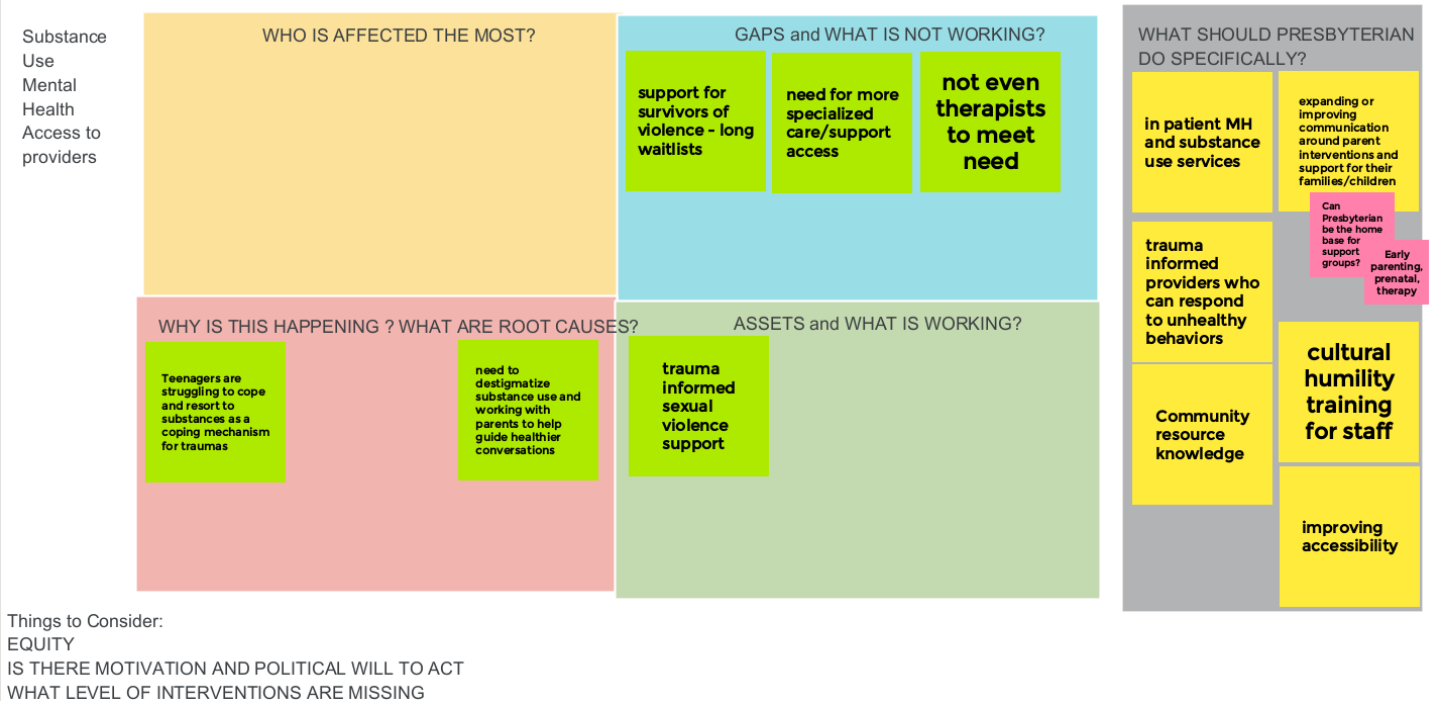 Substance
Use
Mental
Health
Access to
providers
WHO IS AFFECTED THE MOST?
GAPS and WHAT IS NOT WORKING?
support for
survivors of
violence - long
waitlists
need for more
specialized
care/support
access
not even
therapists
to meet
need
WHY IS THIS HAPPENING ? WHAT ARE ROOT CAUSES?
Teenagers are
struggling to cope
and resort to
substances as a
coping mechanism
for traumas
need to
destigmatize
substance use and
working with
parents to help
guide healthier
conversations
ASSETS and WHAT IS WORKING?
trauma
informed
sexual
violence
support
WHAT SHOULD PRESBYTERIAN
DO SPECIFICALLY?
in patient MH
and substance
use services
expanding or
improving
communication
around parent
interventions and
support for their
families/children
Can
Presbyterian
be the home
base for
support
groups?
Early
parenting,
prenatal,
therapy
trauma
informed
providers who
can respond
to unhealthy
behaviors
cultural
humility
training
for staff
Community
resource
knowledge
improving
accessibility
Things to Consider:
EQUITY
IS THERE MOTIVATION AND POLITICAL WILL TO ACT
WHAT LEVEL OF INTERVENTIONS ARE MISSING